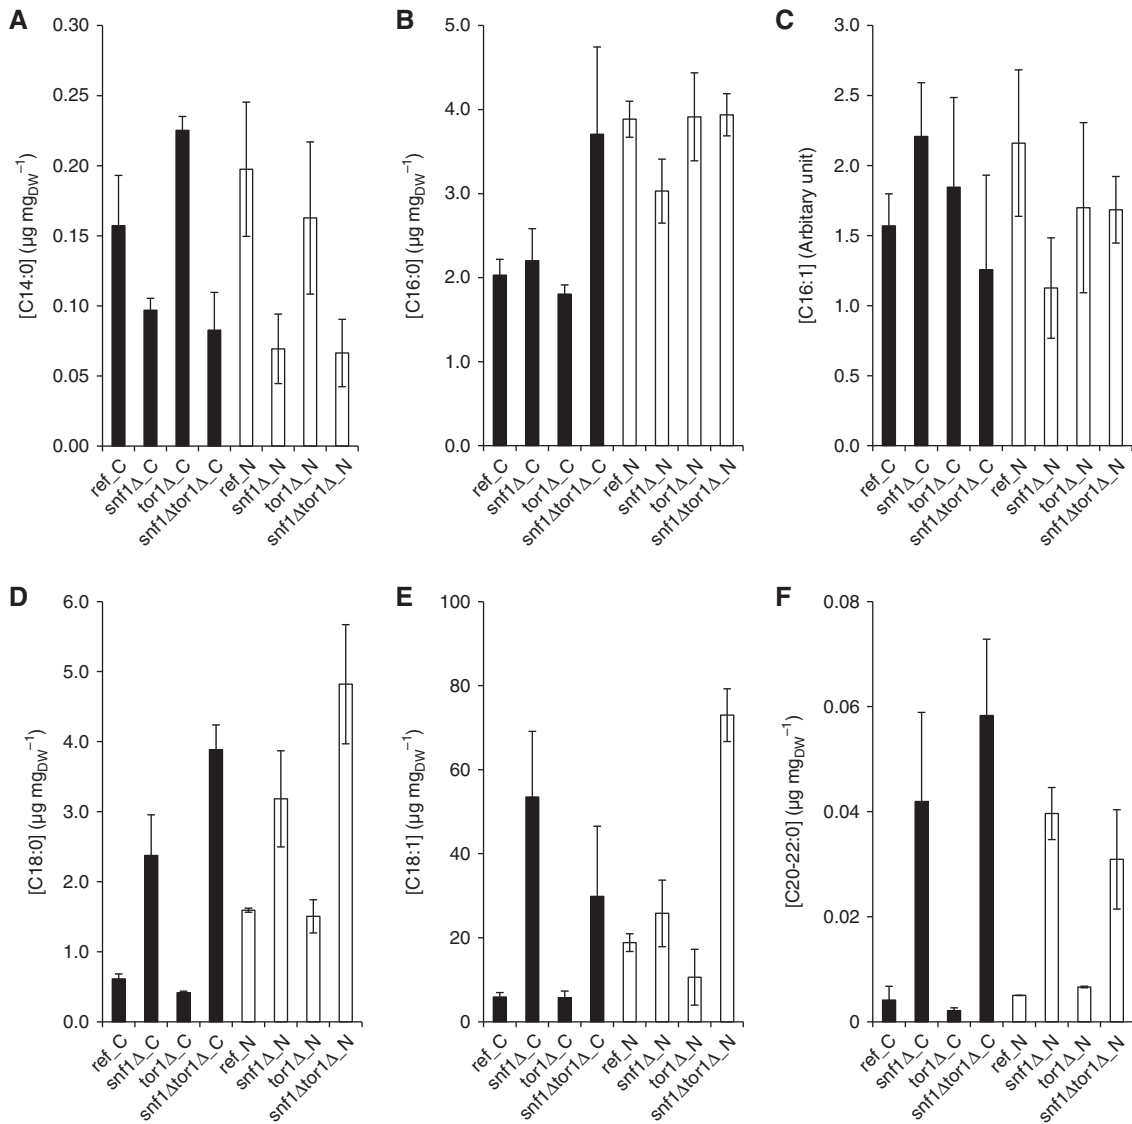 A
[C14:0] (µg mg_DW⁻¹)
0.30
0.25
0.20
0.15
0.10
0.05
0.00
ref_C
snf1Δ_C
tor1Δ_C
snf1Δtor1Δ_C
ref_N
snf1Δ_N
tor1Δ_N
snf1Δtor1Δ_N
B
[C16:0] (µg mg_DW⁻¹)
5.0
4.0
3.0
2.0
1.0
0.0
ref_C
snf1Δ_C
tor1Δ_C
snf1Δtor1Δ_C
ref_N
snf1Δ_N
tor1Δ_N
snf1Δtor1Δ_N
C
[C16:1] (Arbitary unit)
3.0
2.5
2.0
1.5
1.0
0.5
0.0
ref_C
snf1Δ_C
tor1Δ_C
snf1Δtor1Δ_C
ref_N
snf1Δ_N
tor1Δ_N
snf1Δtor1Δ_N
D
[C18:0] (µg mg_DW⁻¹)
6.0
5.0
4.0
3.0
2.0
1.0
0.0
ref_C
snf1Δ_C
tor1Δ_C
snf1Δtor1Δ_C
ref_N
snf1Δ_N
tor1Δ_N
snf1Δtor1Δ_N
E
[C18:1] (µg mg_DW⁻¹)
100
80
60
40
20
0
ref_C
snf1Δ_C
tor1Δ_C
snf1Δtor1Δ_C
ref_N
snf1Δ_N
tor1Δ_N
snf1Δtor1Δ_N
F
[C20-22:0] (µg mg_DW⁻¹)
0.08
0.06
0.04
0.02
0
ref_C
snf1Δ_C
tor1Δ_C
snf1Δtor1Δ_C
ref_N
snf1Δ_N
tor1Δ_N
snf1Δtor1Δ_N